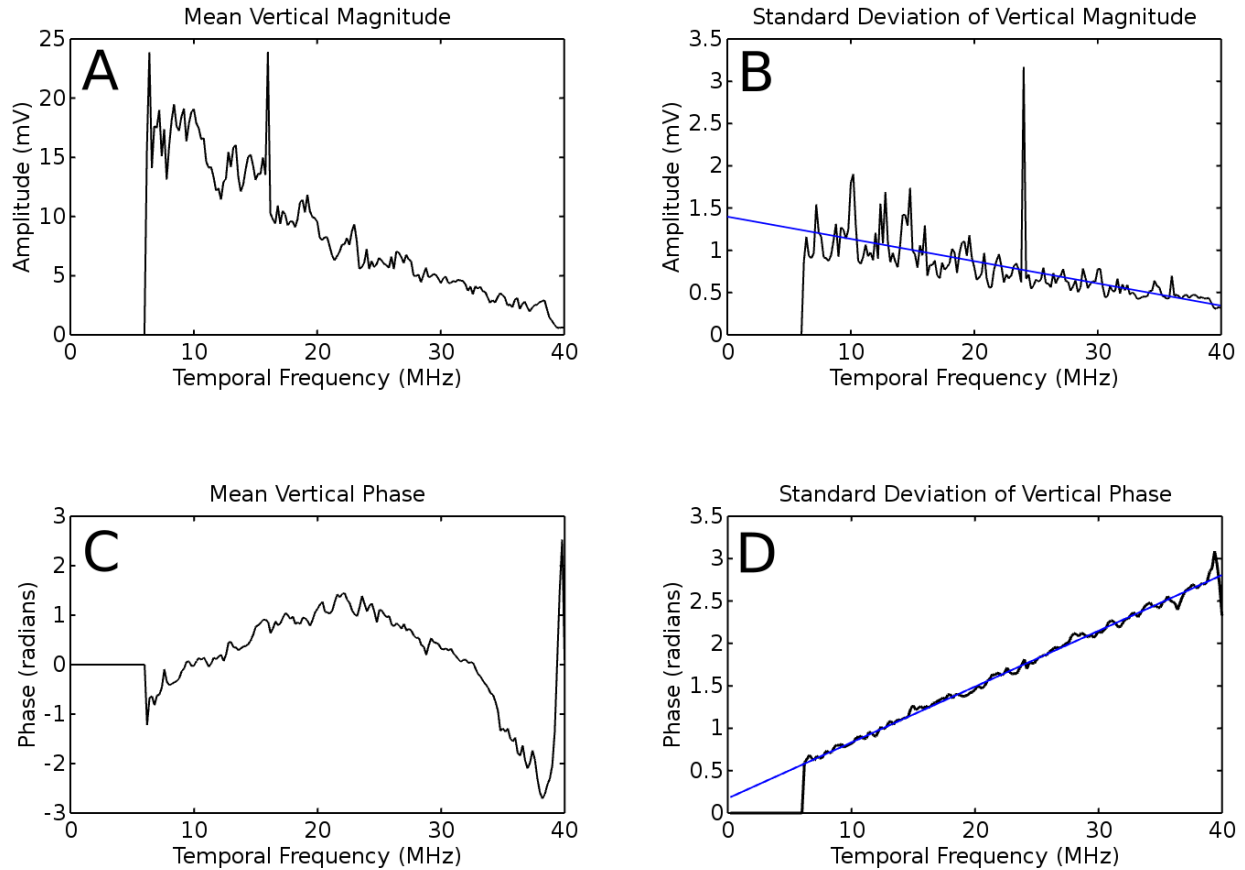 Mean Vertical Magnitude
A
25
20
15
10
5
0
Amplitude (mV)
0 10 20 30 40
Temporal Frequency (MHz)
Standard Deviation of Vertical Magnitude
B
3.5
3
2.5
2
1.5
1
0.5
0
Amplitude (mV)
0 10 20 30 40
Temporal Frequency (MHz)
Mean Vertical Phase
C
3
2
1
0
-1
-2
-3
Phase (radians)
0 10 20 30 40
Temporal Frequency (MHz)
Standard Deviation of Vertical Phase
D
3.5
3
2.5
2
1.5
1
0.5
0
Phase (radians)
0 10 20 30 40
Temporal Frequency (MHz)